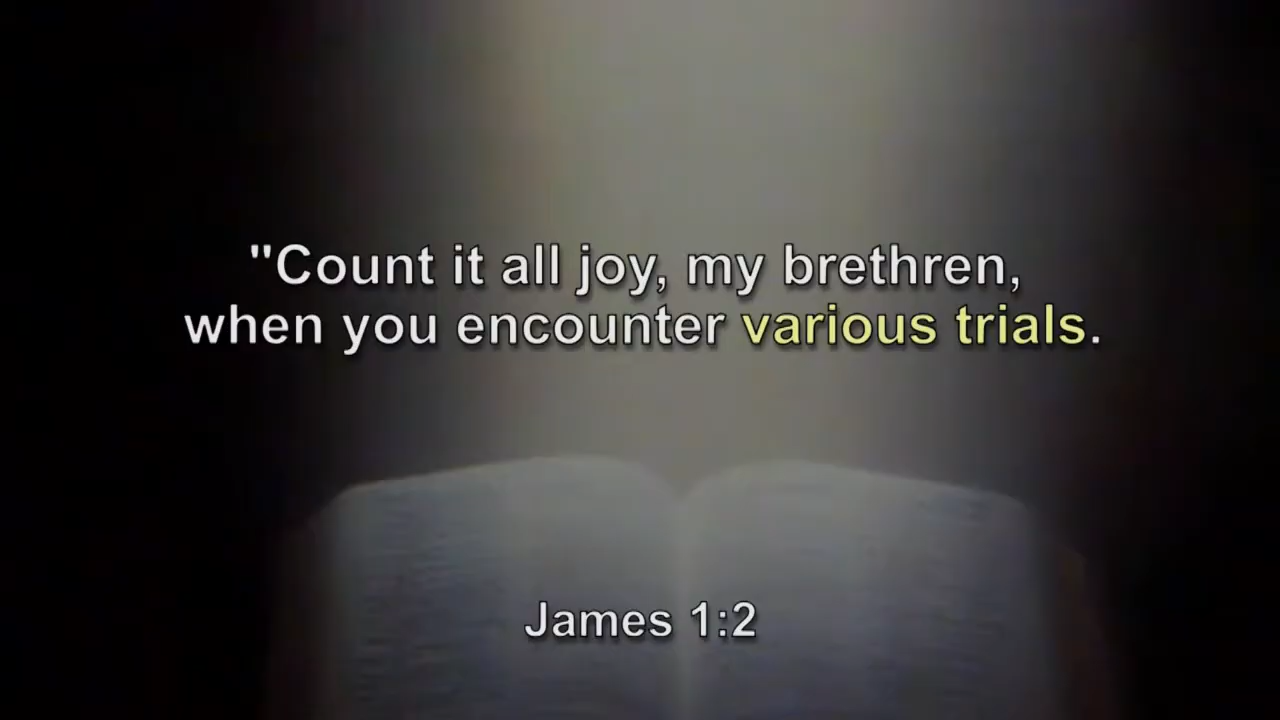 "Count it all joy, my brethren,
when you encounter various trials.
James 1:2